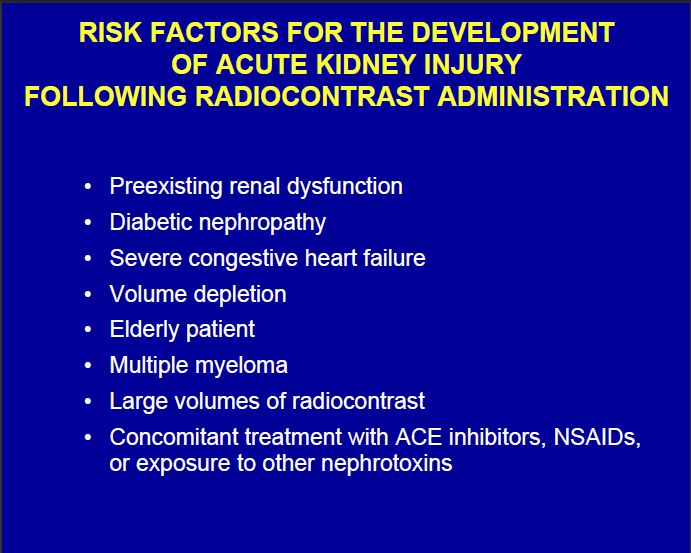 RISK FACTORS FOR THE DEVELOPMENT
OF ACUTE KIDNEY INJURY
FOLLOWING RADIOCONTRAST ADMINISTRATION
• Preexisting renal dysfunction
• Diabetic nephropathy
• Severe congestive heart failure
• Volume depletion
• Elderly patient
• Multiple myeloma
• Large volumes of radiocontrast
• Concomitant treatment with ACE inhibitors, NSAIDs,
or exposure to other nephrotoxins